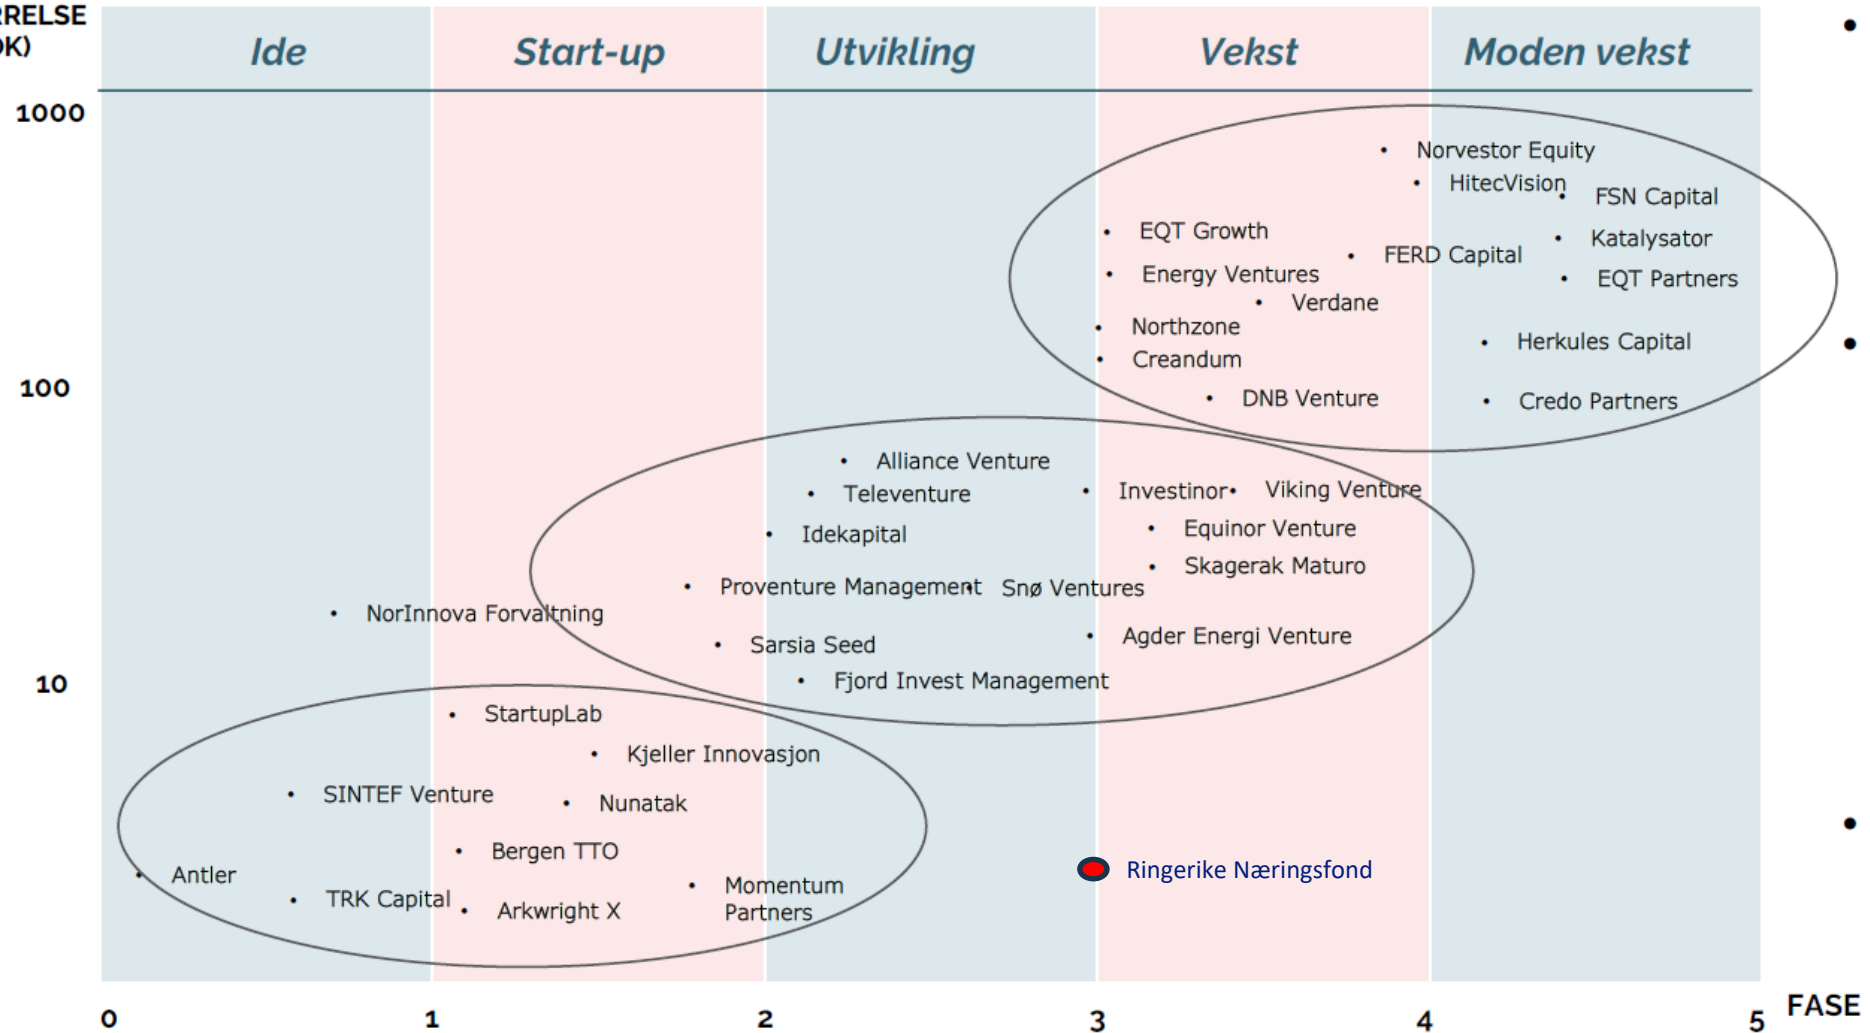 RRELSE
OK)
Ide
Start-up
Utvikling
Vekst
Moden vekst
1000
Norvestor Equity
HitecVision
FSN Capital
EQT Growth
Katalysator
FERD Capital
Energy Ventures
EQT Partners
Verdane
Northzone
Herkules Capital
Creandum
100
DNB Venture
Credo Partners
Alliance Venture
Televenture
Investinor
Viking Venture
Idekapital
Equinor Venture
Skagerak Maturo
Proventure Management
Snø Ventures
NorInnova Forvaltning
Agder Energi Venture
Sarsia Seed
10
Fjord Invest Management
StartupLab
Kjeller Innovasjon
SINTEF Venture
Nunatak
Bergen TTO
Ringerike Næringsfond
Antler
Momentum
Partners
TRK Capital
Arkwright X
0
1
2
3
4
5
FASE